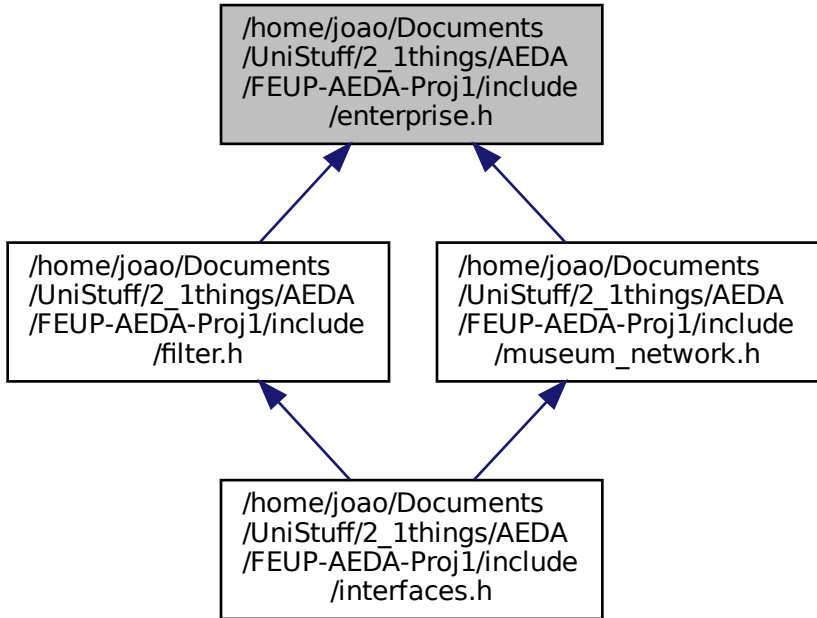 /home/joao/Documents
/UniStuff/2_1things/AEDA
/FEUP-AEDA-Proj1/include
/enterprise.h
/home/joao/Documents
/UniStuff/2_1things/AEDA
/FEUP-AEDA-Proj1/include
/filter.h
/home/joao/Documents
/UniStuff/2_1things/AEDA
/FEUP-AEDA-Proj1/include
/museum_network.h
/home/joao/Documents
/UniStuff/2_1things/AEDA
/FEUP-AEDA-Proj1/include
/interfaces.h